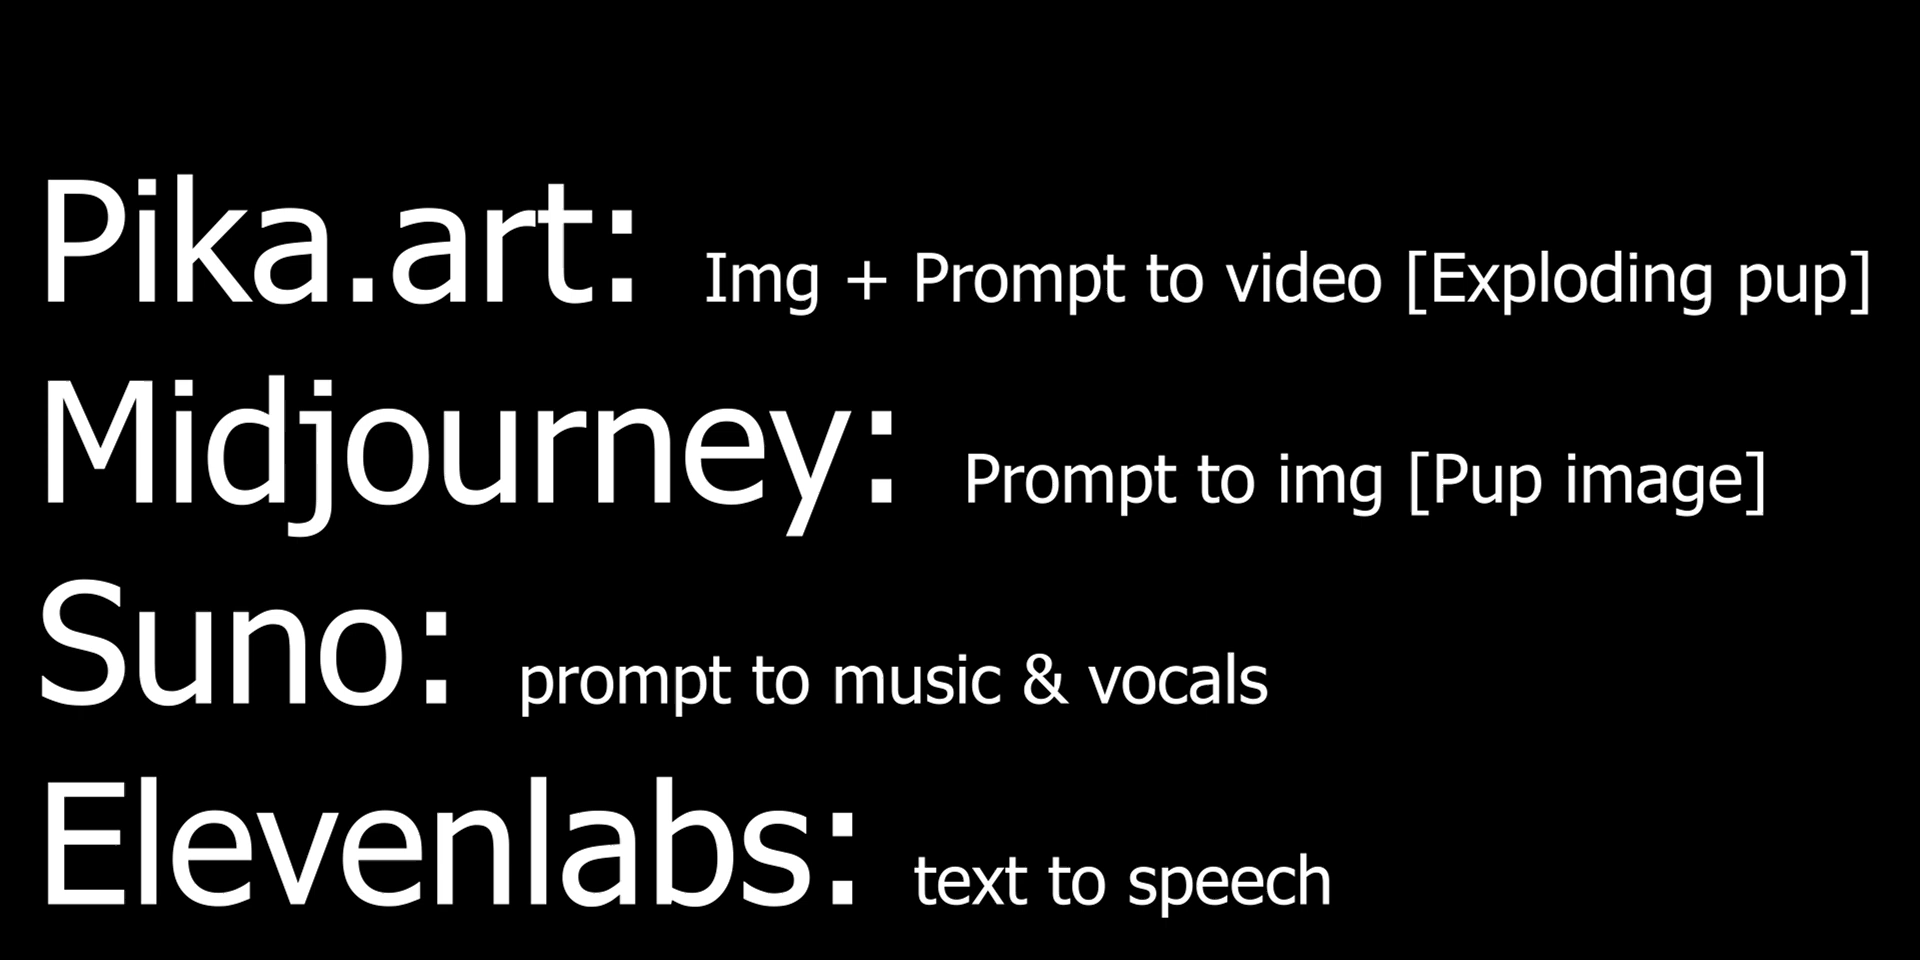 Pika.art: Img + Prompt to video [Exploding pup]
Midjourney: Prompt to img [Pup image]
Suno: prompt to music & vocals
Elevenlabs: text to speech